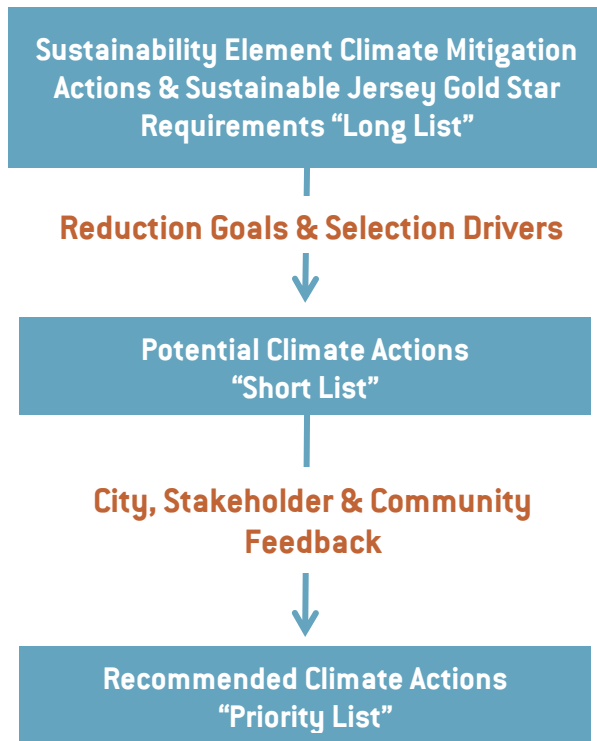 Sustainability Element Climate Mitigation
Actions & Sustainable Jersey Gold Star
Requirements “Long List”
Reduction Goals & Selection Drivers
Potential Climate Actions
“Short List”
City, Stakeholder & Community
Feedback
Recommended Climate Actions
“Priority List”